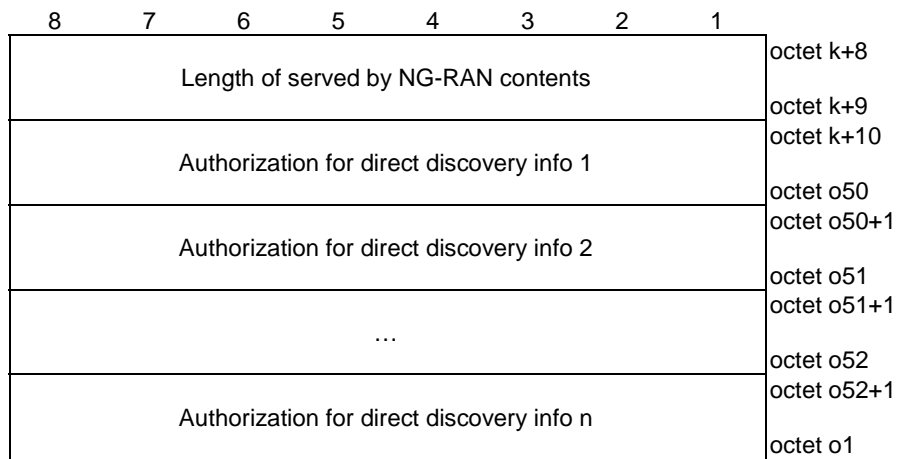 8 7 6 5 4 3 2 1
octet k+8
Length of served by NG-RAN contents
octet k+9
octet k+10
Authorization for direct discovery info 1
octet o50
octet o50+1
Authorization for direct discovery info 2
octet o51
octet o51+1
…
octet o52
octet o52+1
Authorization for direct discovery info n
octet o1